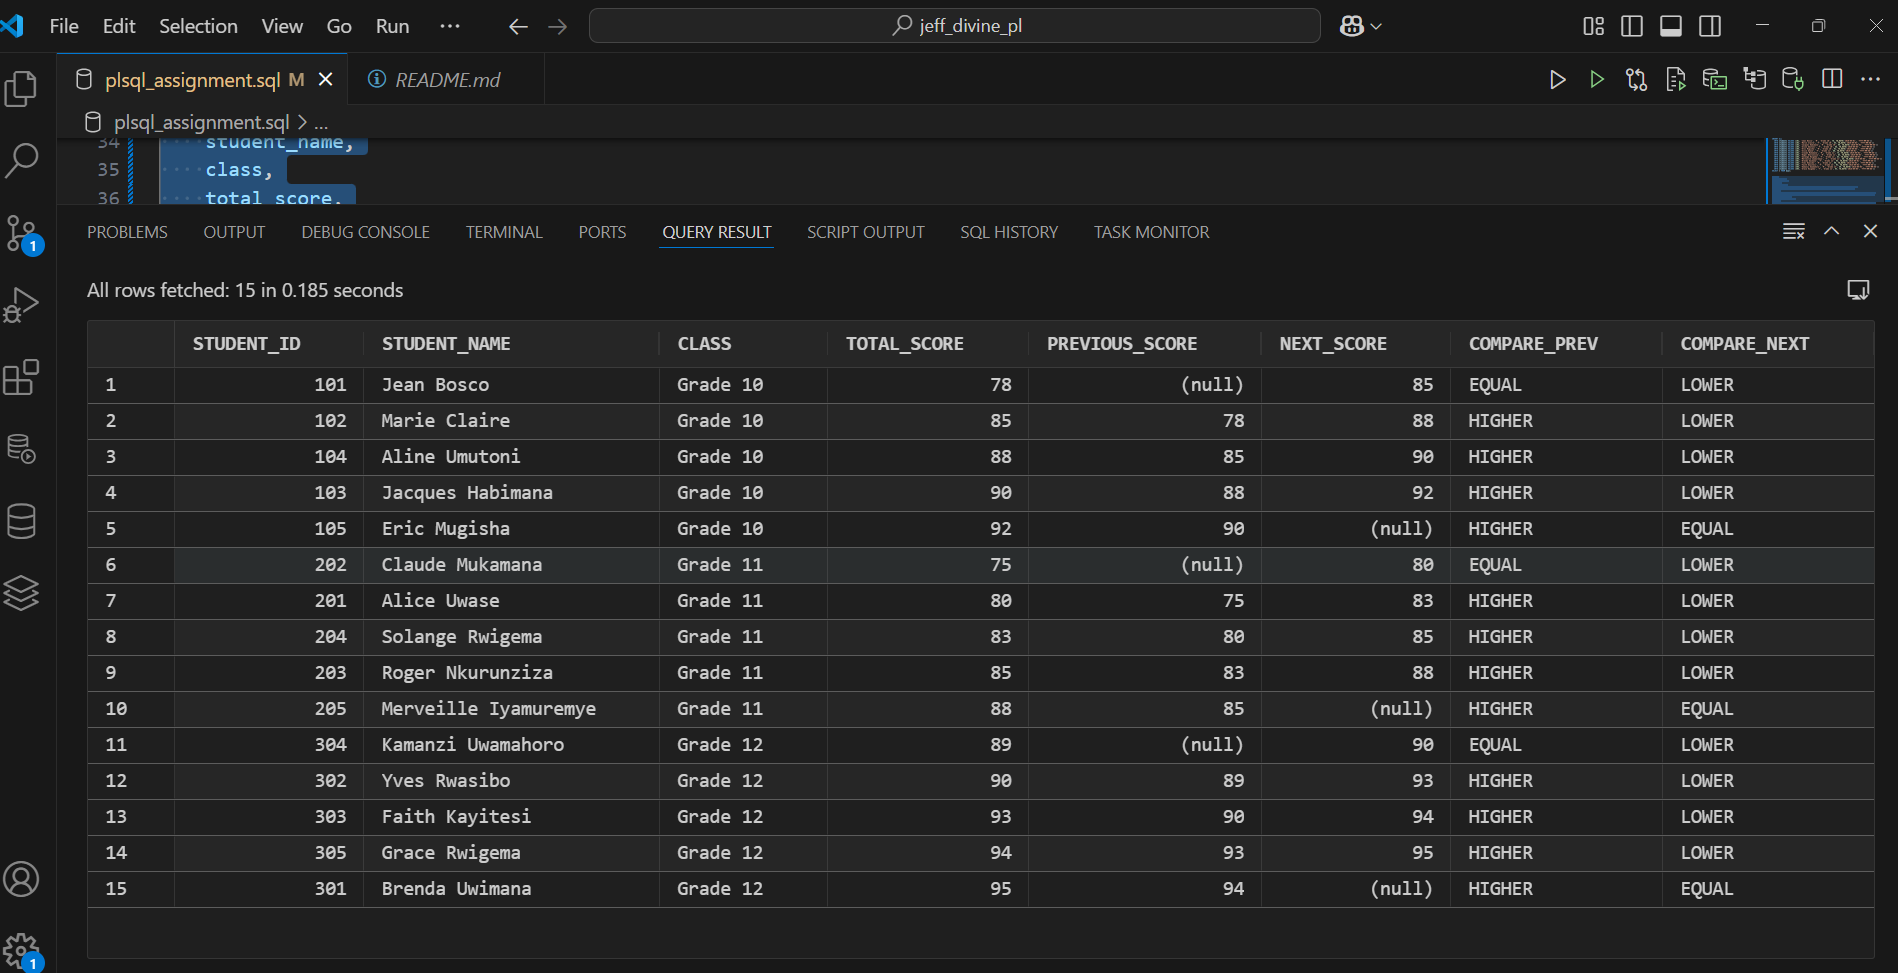 File Edit Selection View Go Run ··· jeff_divine_pl
plsql_assignment.sql M README.md
plsql_assignment.sql > ...
34 student_name,
35 class,
36 total_score,
PROBLEMS OUTPUT DEBUG CONSOLE TERMINAL PORTS QUERY RESULT SCRIPT OUTPUT SQL HISTORY TASK MONITOR
All rows fetched: 15 in 0.185 seconds
STUDENT_ID STUDENT_NAME CLASS TOTAL_SCORE PREVIOUS_SCORE NEXT_SCORE COMPARE_PREV COMPARE_NEXT
1 101 Jean Bosco Grade 10 78 (null) 85 EQUAL LOWER
2 102 Marie Claire Grade 10 85 78 88 HIGHER LOWER
3 104 Aline Umutoni Grade 10 88 85 90 HIGHER LOWER
4 103 Jacques Habimana Grade 10 90 88 92 HIGHER LOWER
5 105 Eric Mugisha Grade 10 92 90 (null) HIGHER EQUAL
6 202 Claude Mukamana Grade 11 75 (null) 80 EQUAL LOWER
7 201 Alice Uwase Grade 11 80 75 83 HIGHER LOWER
8 204 Solange Rwigema Grade 11 83 80 85 HIGHER LOWER
9 203 Roger Nkurunziza Grade 11 85 83 88 HIGHER LOWER
10 205 Merveille Iyamuremye Grade 11 88 85 (null) HIGHER EQUAL
11 304 Kamanzi Uwamahoro Grade 12 89 (null) 90 EQUAL LOWER
12 302 Yves Rwasibo Grade 12 90 89 93 HIGHER LOWER
13 303 Faith Kayitesi Grade 12 93 90 94 HIGHER LOWER
14 305 Grace Rwigema Grade 12 94 93 95 HIGHER LOWER
15 301 Brenda Uwimana Grade 12 95 94 (null) HIGHER EQUAL
1
1